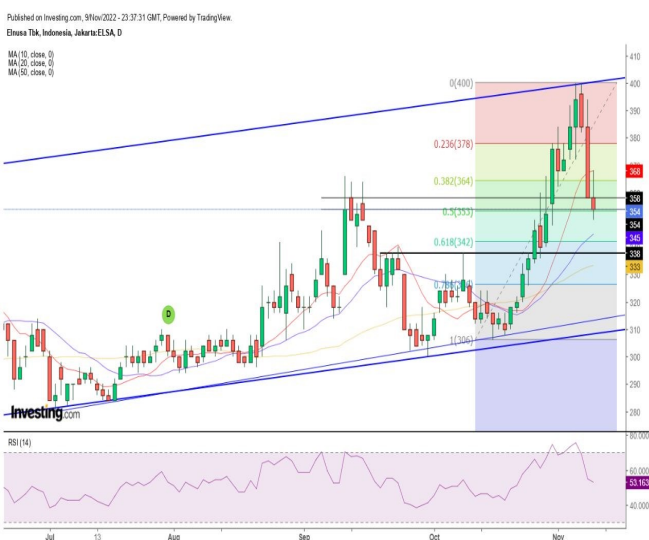 Published on Investing.com, 9/Nov/2022 - 23:37:31 GMT, Powered by TradingView.
Elnusa Tbk, Indonesia, Jakarta:ELSA, D
MA (10, close, 0)
MA (20, close, 0)
MA (50, close, 0)
410
400
390
380
368
358
354
354
345
338
333
320
310
300
290
280
0(400)
0.236(378)
0.382(364)
0.5(353)
0.618(342)
1(306)
D
Investing.com
RSI (14)
80.000
60.000
53.163
40.000
Jul 13 Aug Sep Oct Nov